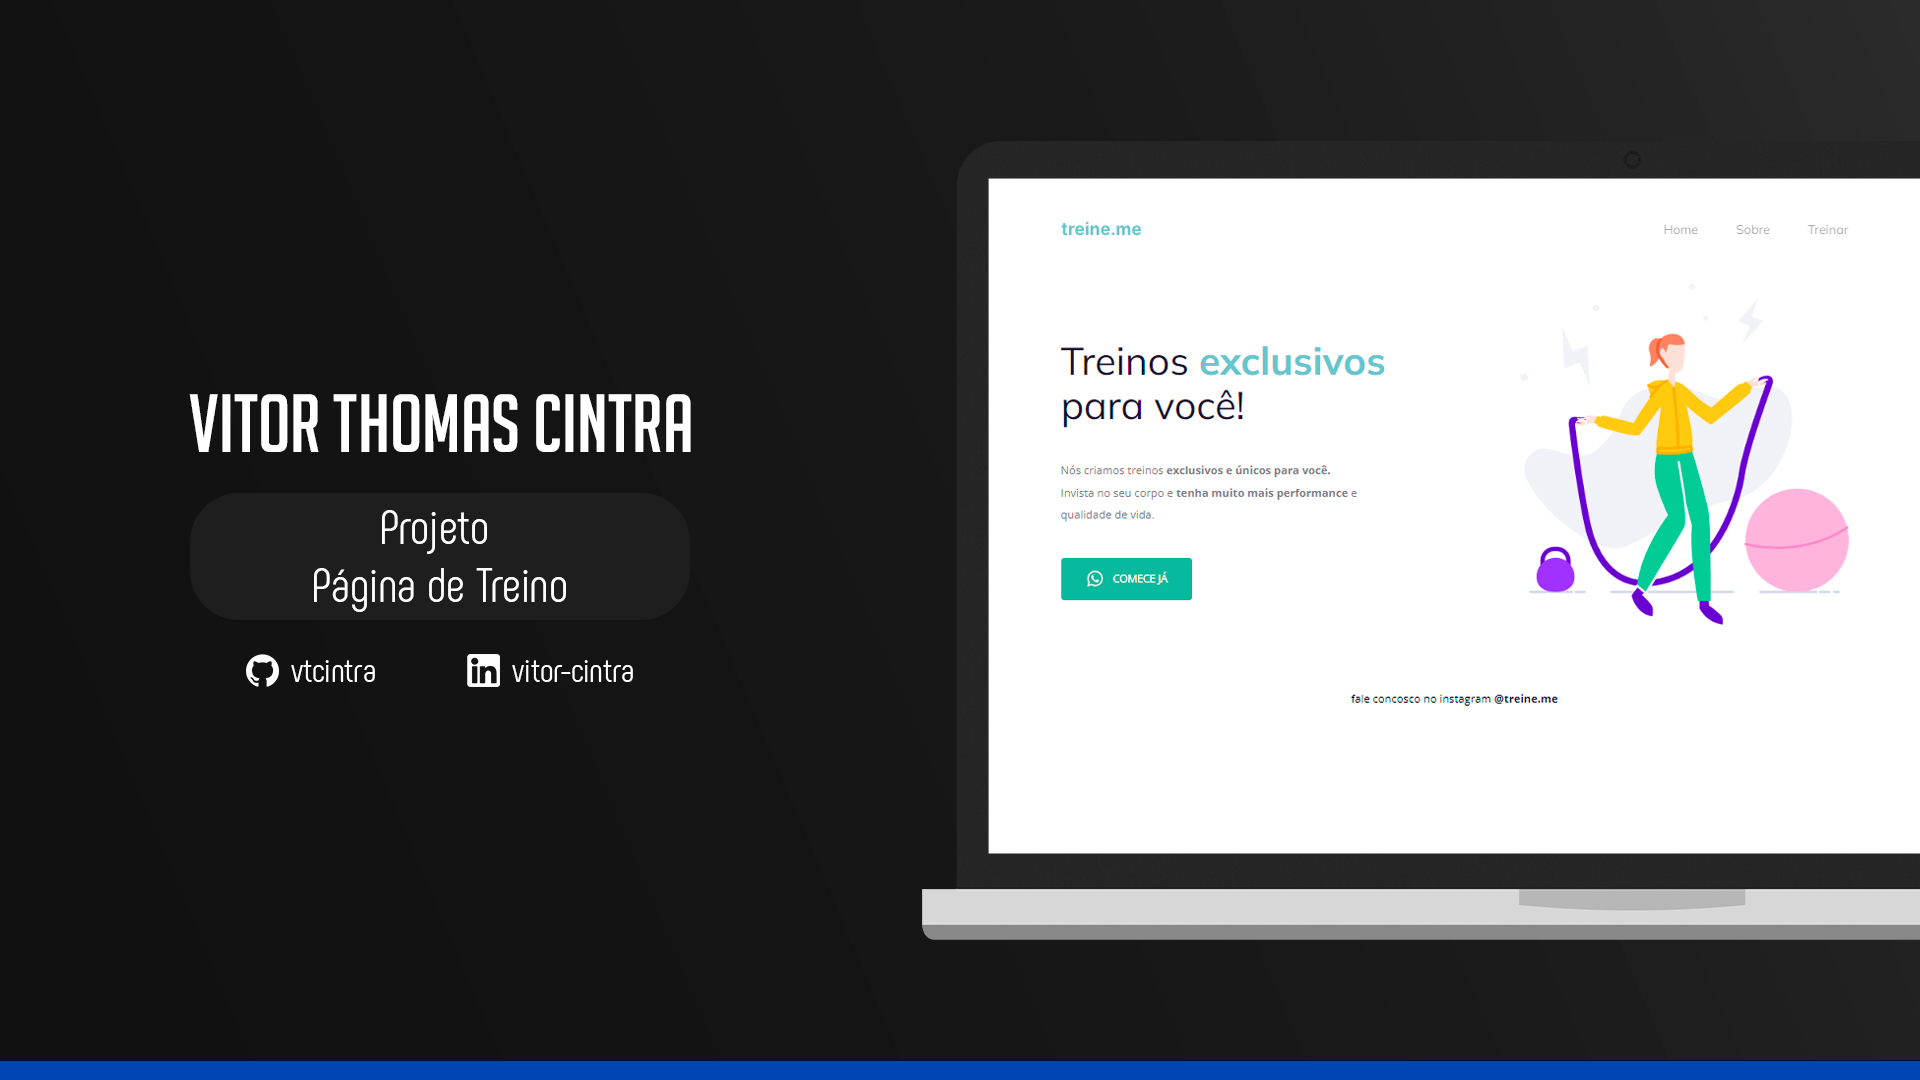 VITOR THOMAS CINTRA
Projeto
Página de Treino
vtcintra
vitor-cintra
treine.me
Home
Sobre
Treinar
Treinos exclusivos
para você!
Nós criamos treinos exclusivos e únicos para você.
Invista no seu corpo e tenha muito mais performance e
qualidade de vida.
COMECE JÁ
fale concosco no instagram @treine.me